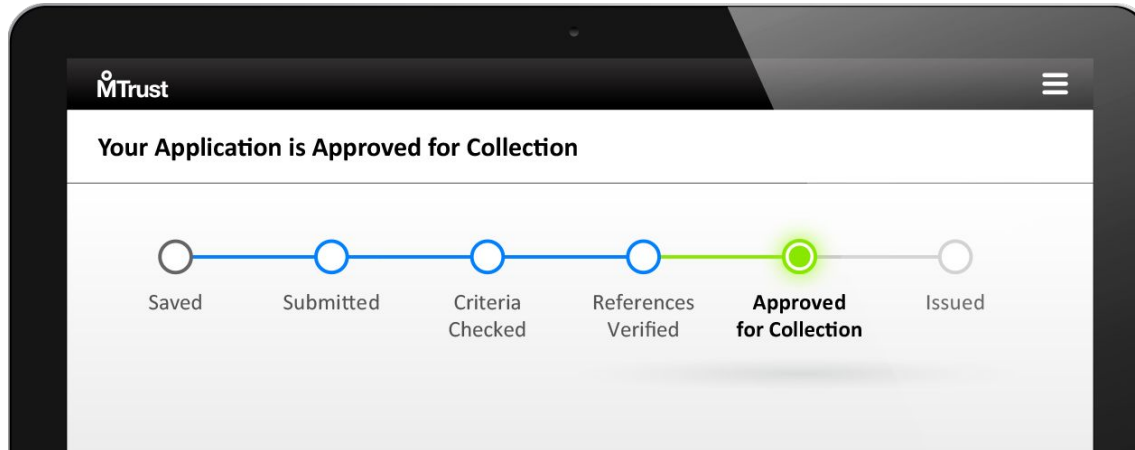 MTrust
Your Application is Approved for Collection
Saved
Submitted
Criteria
Checked
References
Verified
Approved
for Collection
Issued